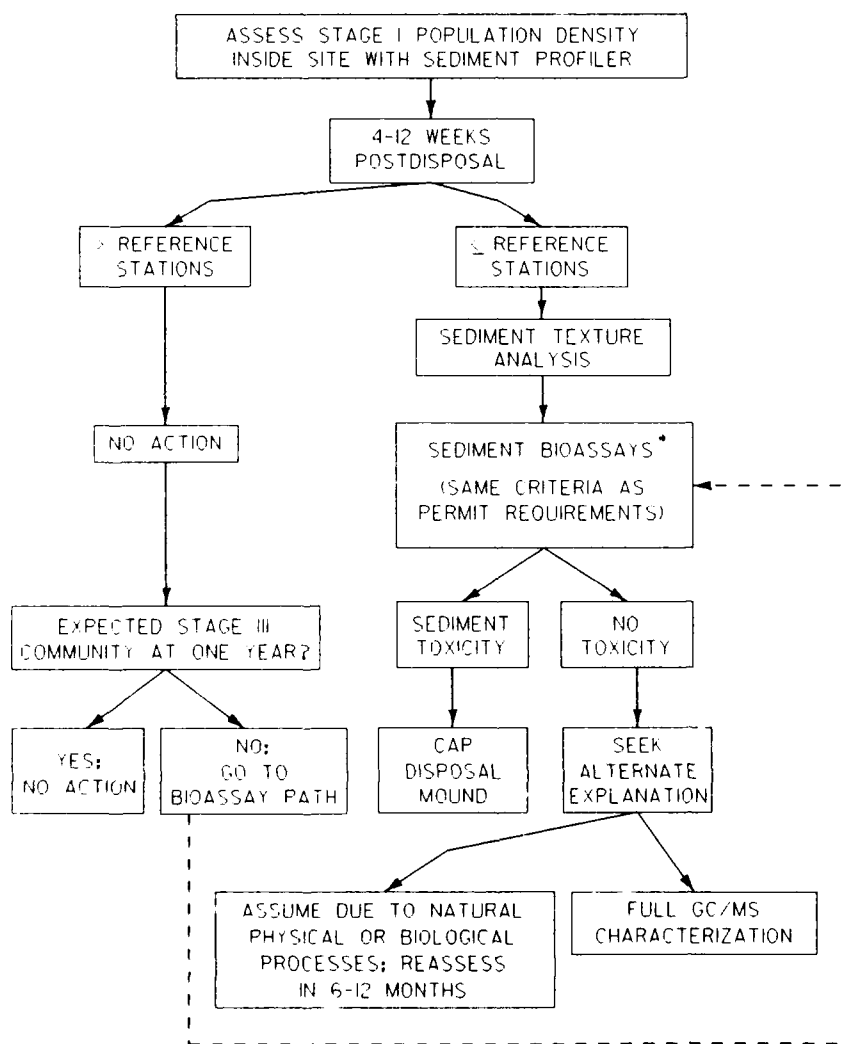 ASSESS STAGE I POPULATION DENSITY
INSIDE SITE WITH SEDIMENT PROFILER
4-12 WEEKS
POSTDISPOSAL
> REFERENCE
STATIONS
≤ REFERENCE
STATIONS
SEDIMENT TEXTURE
ANALYSIS
NO ACTION
SEDIMENT BIOASSAYS*
(SAME CRITERIA AS
PERMIT REQUIREMENTS)
EXPECTED STAGE III
COMMUNITY AT ONE YEAR?
SEDIMENT
TOXICITY
NO
TOXICITY
YES;
NO ACTION
NO;
GO TO
BIOASSAY PATH
CAP
DISPOSAL
MOUND
SEEK
ALTERNATE
EXPLANATION
ASSUME DUE TO NATURAL
PHYSICAL OR BIOLOGICAL
PROCESSES; REASSESS
IN 6-12 MONTHS
FULL GC/MS
CHARACTERIZATION